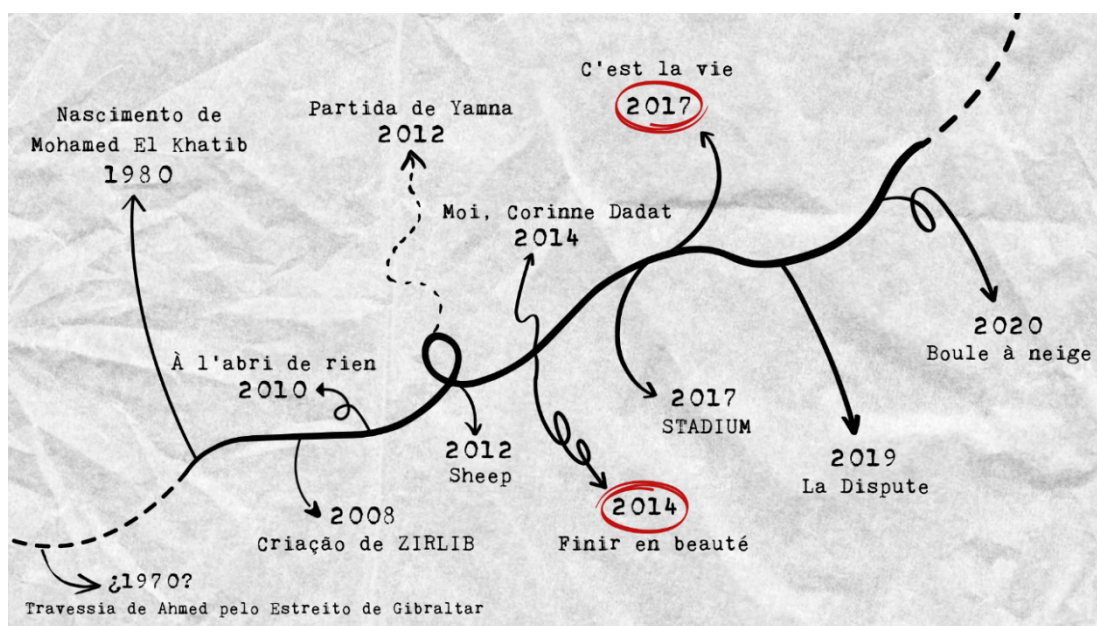 C'est la vie
2017
Partida de Yamna
2012
Nascimento de
Mohamed El Khatib
1980
Moi, Corinne Dadat
2014
2020
Boule à neige
À l'abri de rien
2010
2017
STADIUM
2012
Sheep
2019
La Dispute
2014
Finir en beauté
2008
Criação de ZIRLIB
¿1970?
Travessia de Ahmed pelo Estreito de Gibraltar